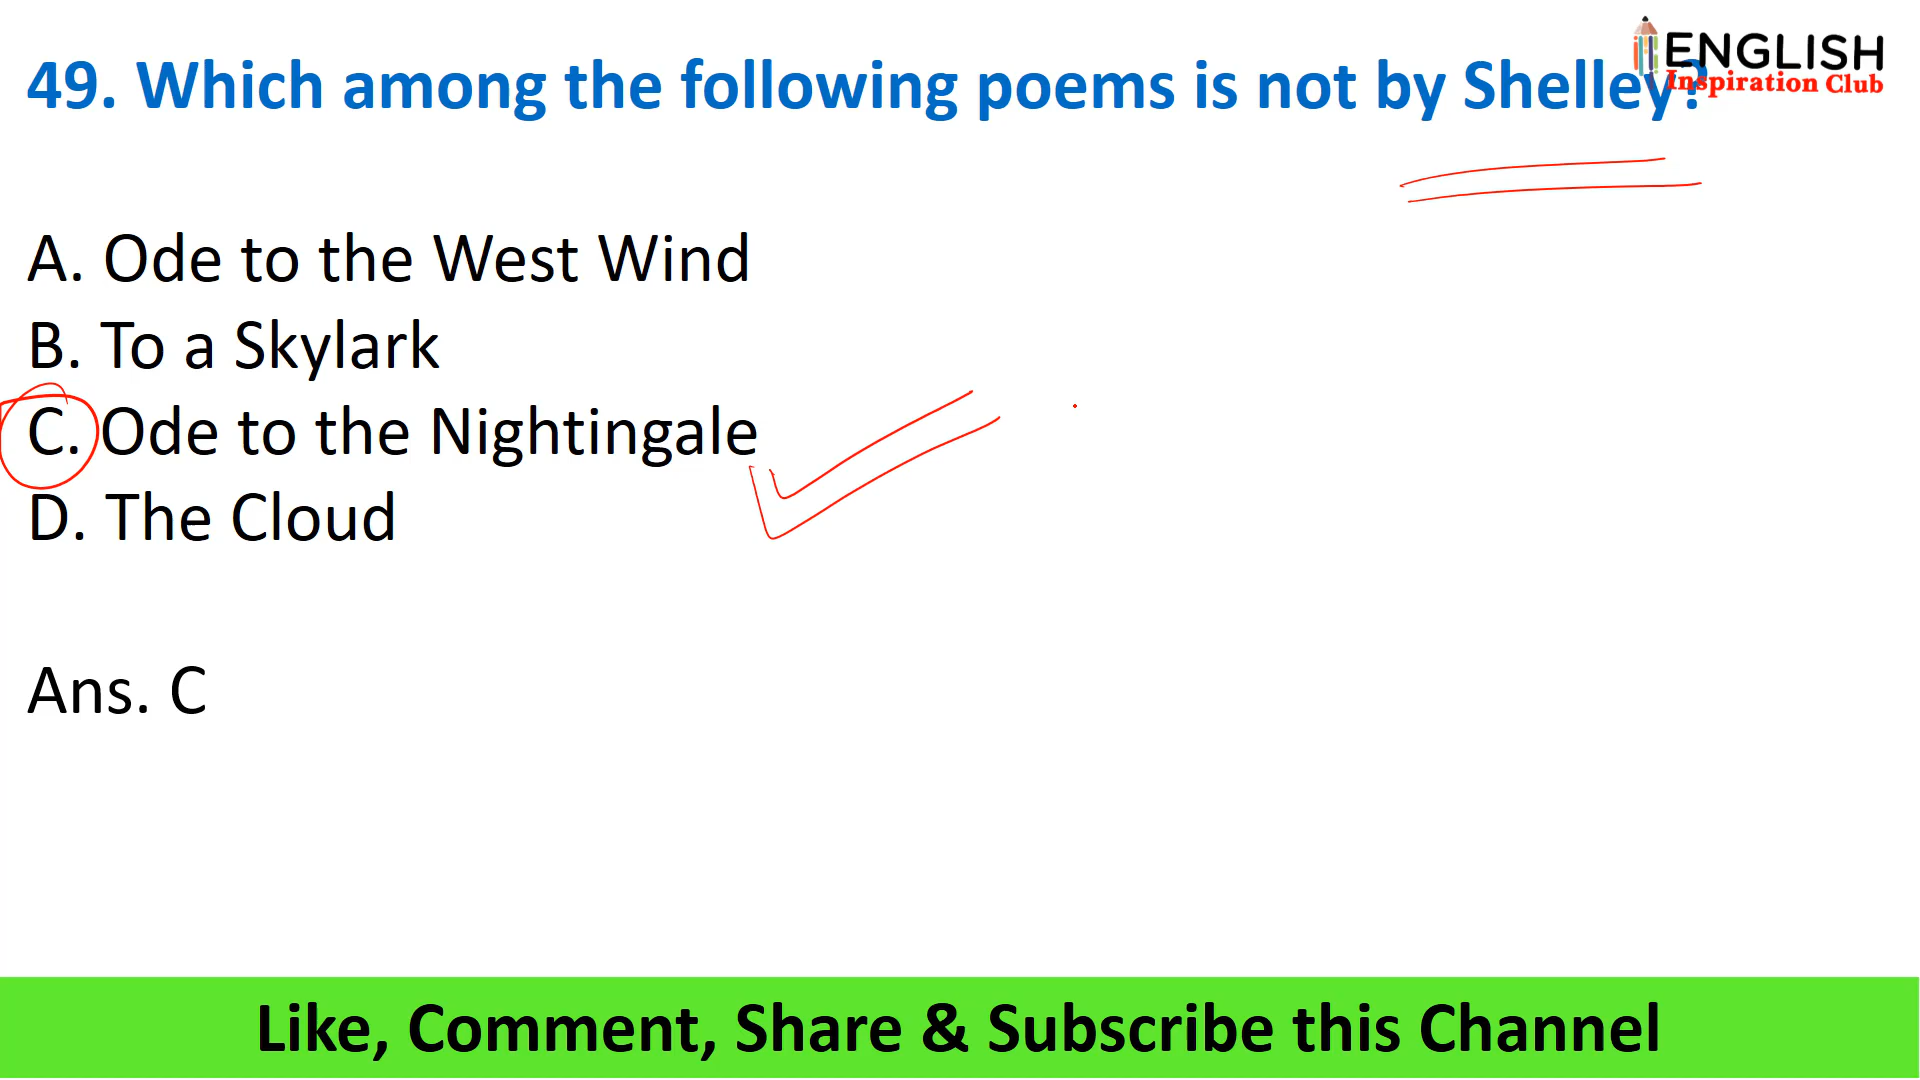 49. Which among the following poems is not by Shelley?
ENGLISH
Inspiration Club
A. Ode to the West Wind
B. To a Skylark
C. Ode to the Nightingale
D. The Cloud
Ans. C
Like, Comment, Share & Subscribe this Channel